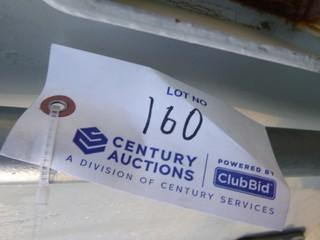 LOT NO
160
CENTURY
AUCTIONS
POWERED BY
ClubBid
A DIVISION OF CENTURY SERVICES